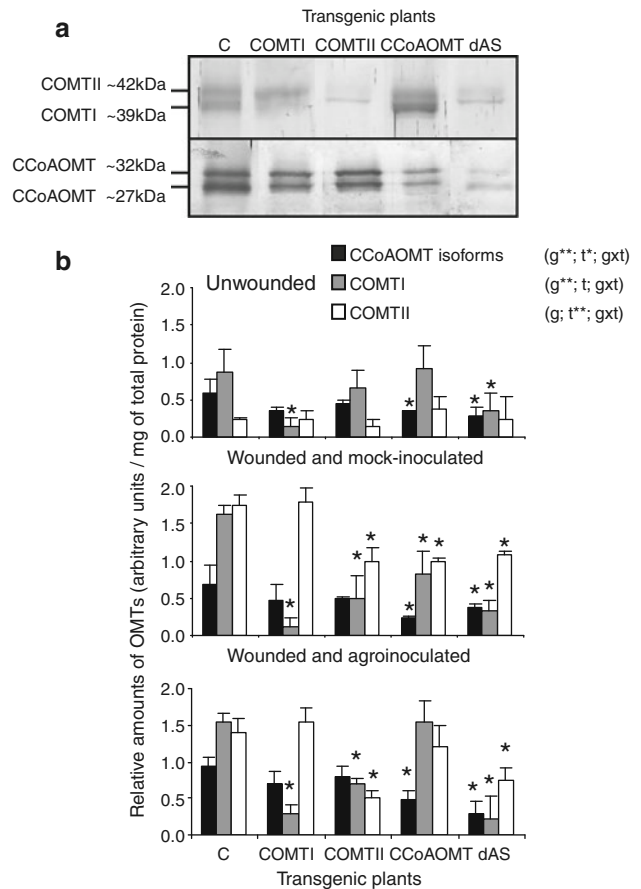 a
Transgenic plants
C COMTI COMTII CCoAOMT dAS
COMTII ~42kDa
COMTI ~39kDa
CCoAOMT ~32kDa
CCoAOMT ~27kDa
b
CCoAOMT isoforms (g**; t*; gxt)
COMTI (g**; t; gxt)
COMTII (g; t**; gxt)
Relative amounts of OMTs (arbitrary units / mg of total protein)
Unwounded
2.0
1.5
1.0
0.5
0.0
* * * *
Wounded and mock-inoculated
2.0
1.5
1.0
0.5
0.0
* * * * * * * * *
Wounded and agroinoculated
2.0
1.5
1.0
0.5
0.0
* * * * * * *
C COMTI COMTII CCoAOMT dAS
Transgenic plants